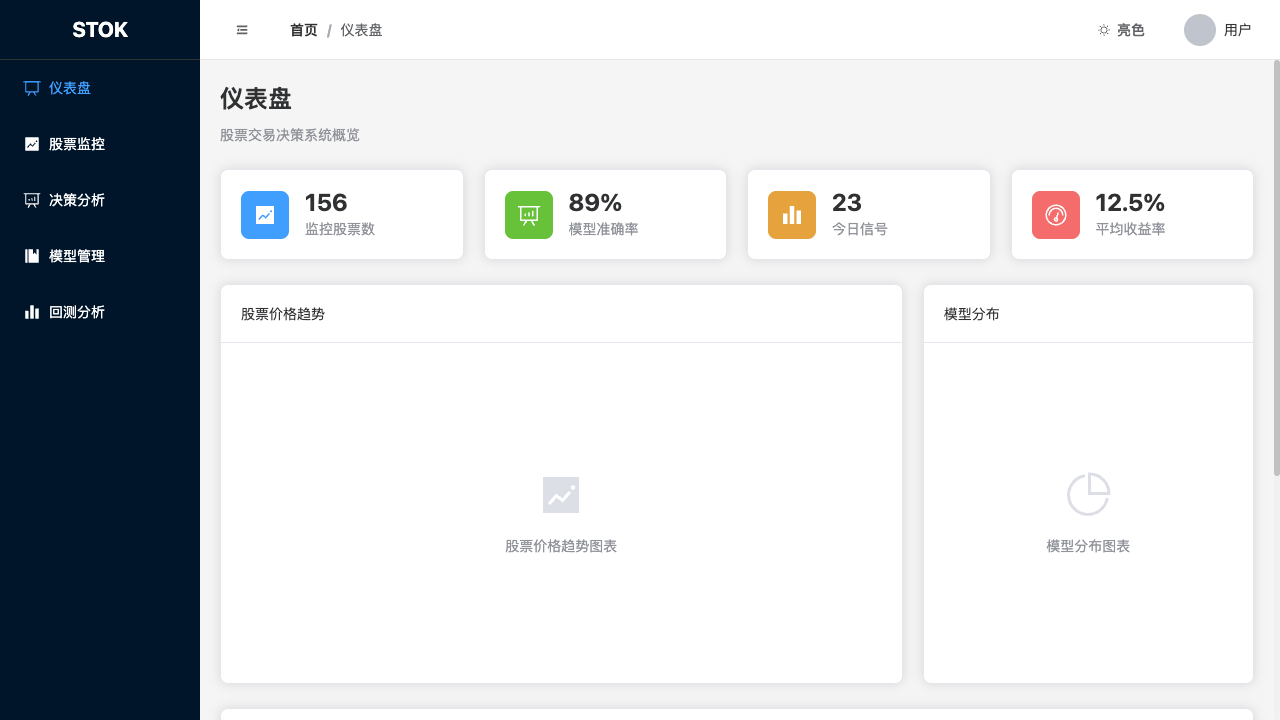 STOK
首页 / 仪表盘
亮色
用户
仪表盘
股票监控
决策分析
模型管理
回测分析
仪表盘
股票交易决策系统概览
156
监控股票数
89%
模型准确率
23
今日信号
12.5%
平均收益率
股票价格趋势
股票价格趋势图表
模型分布
模型分布图表